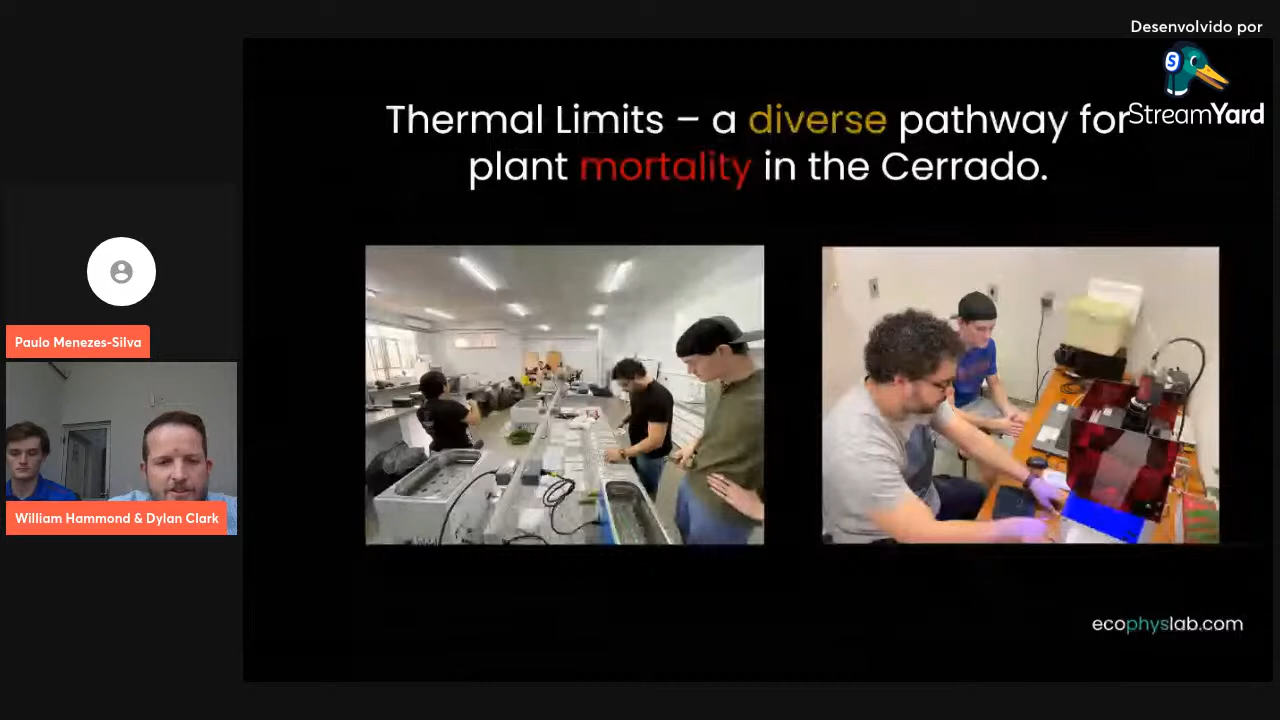 Desenvolvido por
StreamYard
Thermal Limits – a diverse pathway for
plant mortality in the Cerrado.
Paulo Menezes-Silva
William Hammond & Dylan Clark
ecophyslab.com